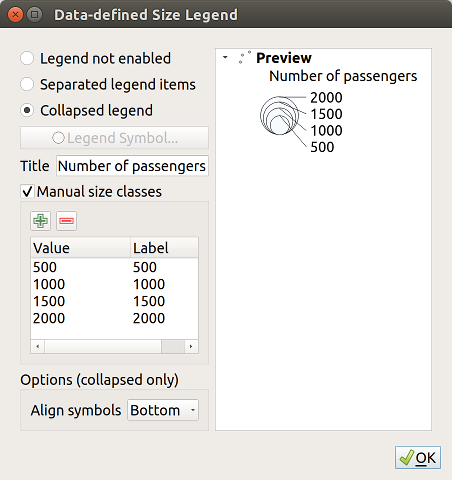 Data-defined Size Legend
Legend not enabled
Separated legend items
Collapsed legend
Legend Symbol...
Title Number of passengers
Manual size classes
Value Label
500 500
1000 1000
1500 1500
2000 2000
Options (collapsed only)
Align symbols Bottom
Preview
Number of passengers
2000
1500
1000
500
OK